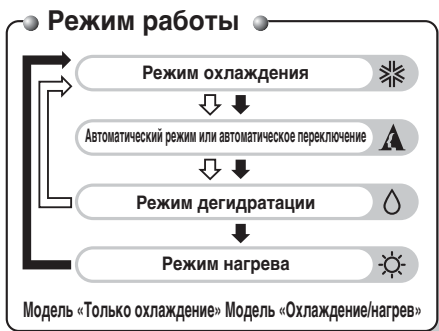 Режим работы
Режим охлаждения
Автоматический режим или автоматическое переключение
Режим дегидратации
Режим нагрева
Модель «Только охлаждение» Модель «Охлаждение/нагрев»